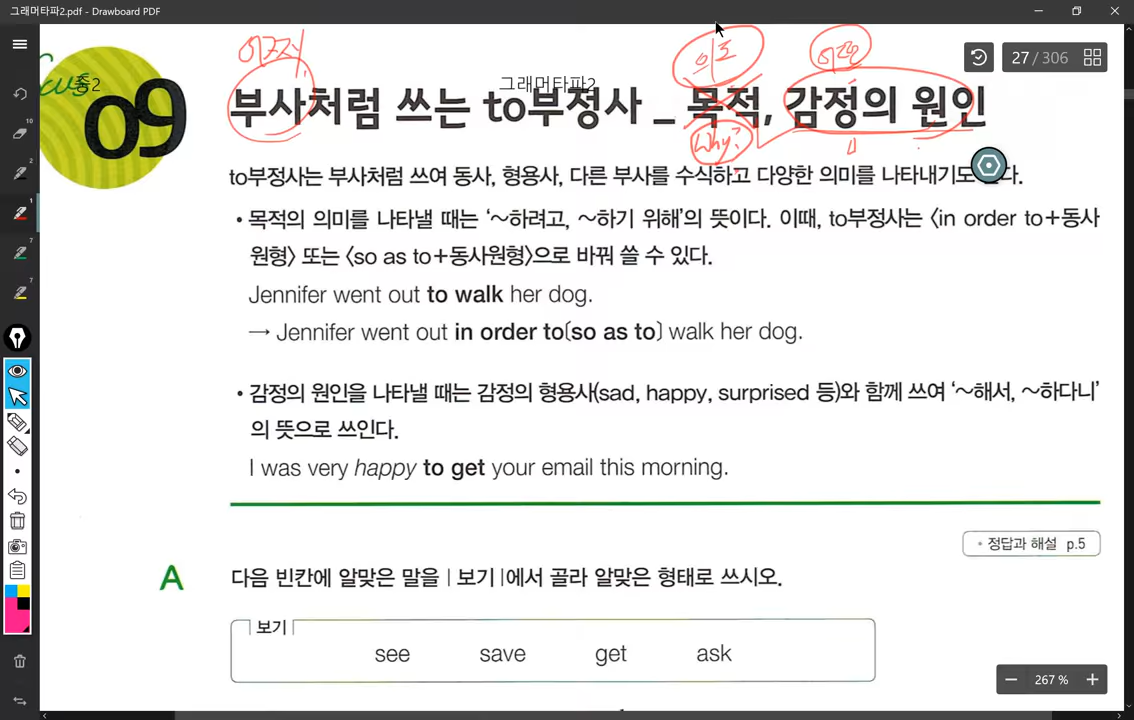 그래머타파2.pdf - Drawboard PDF
27 / 306
중2
그래머타파2
09
부사처럼 쓰는 to부정사 _ 목적, 감정의 원인
의도
Why?
to부정사는 부사처럼 쓰여 동사, 형용사, 다른 부사를 수식하고 다양한 의미를 나타내기도
• 목적의 의미를 나타낼 때는 ‘~하려고, ~하기 위해’의 뜻이다. 이때, to부정사는 〈in order to+동사
원형〉 또는 〈so as to+동사원형〉으로 바꿔 쓸 수 있다.
Jennifer went out to walk her dog.
→ Jennifer went out in order to(so as to) walk her dog.
• 감정의 원인을 나타낼 때는 감정의 형용사(sad, happy, surprised 등)와 함께 쓰여 ‘~해서, ~하다니’
의 뜻으로 쓰인다.
I was very happy to get your email this morning.
• 정답과 해설 p.5
A 다음 빈칸에 알맞은 말을 | 보기 |에서 골라 알맞은 형태로 쓰시오.
보기
see save get ask
267 %